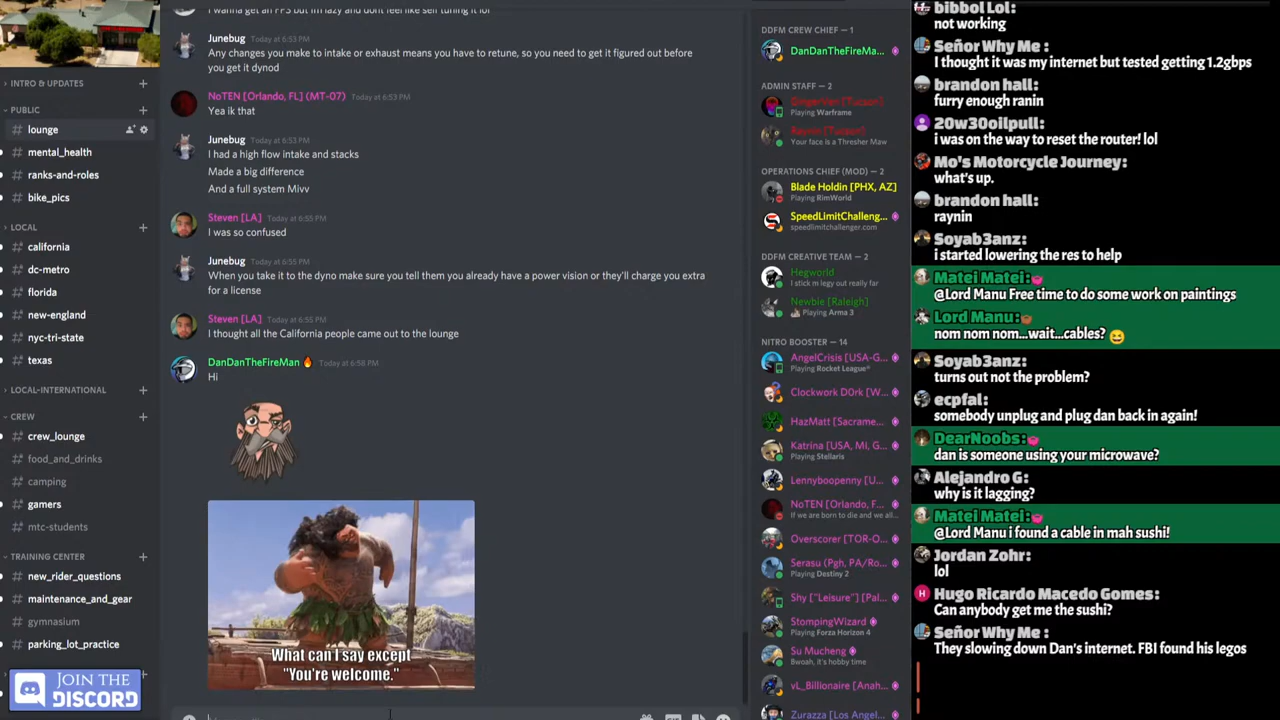 INTRO & UPDATES
PUBLIC
# lounge
# mental_health
# ranks-and-roles
# bike_pics
LOCAL
# california
# dc-metro
# florida
# new-england
# nyc-tri-state
# texas
LOCAL-INTERNATIONAL
CREW
# crew_lounge
# food_and_drinks
# camping
# gamers
# mtc-students
TRAINING CENTER
# new_rider_questions
# maintenance_and_gear
# gymnasium
# parking_lot_practice
JOIN THE
DISCORD
I wanna get an FP3 but im lazy and dont feel like self tuning it lol
Junebug Today at 6:53 PM
Any changes you make to intake or exhaust means you have to retune, so you need to get it figured out before
you get it dynod
NoTEN [Orlando, FL] (MT-07) Today at 6:53 PM
Yea ik that
Junebug Today at 6:53 PM
I had a high flow intake and stacks
Made a big difference
And a full system Mivv
Steven [LA] Today at 6:55 PM
I was so confused
Junebug Today at 6:55 PM
When you take it to the dyno make sure you tell them you already have a power vision or they'll charge you extra
for a license
Steven [LA] Today at 6:55 PM
I thought all the California people came out to the lounge
DanDanTheFireMan Today at 6:58 PM
Hi
What can I say except
"You're welcome."
DDFM CREW CHIEF — 1
DanDanTheFireMa...
ADMIN STAFF — 2
GingerVen [Tucson]
Playing Warframe
Raynin [Tucson]
Your face is a Thresher Maw
OPERATIONS CHIEF (MOD) — 2
Blade Holdin [PHX, AZ]
Playing RimWorld
SpeedLimitChalleng...
speedlimitchallenger.com
DDFM CREATIVE TEAM — 2
Hegworld
I stick m legy out really far
Newbie [Raleigh]
Playing Arma 3
NITRO BOOSTER — 14
AngelCrisis [USA-G...
Playing Rocket League®
Clockwork D0rk [W...
HazMatt [Sacrame...
Katrina [USA, Mi, G...
Playing Stellaris
Lennyboopenny [U...
NoTEN [Orlando, F...
If we are born to die and we all...
Overscorer [TOR-O...
Serasu (Pgh, PA/Ro...
Playing Destiny 2
Shy ["Leisure"] [Pal...
StompingWizard
Playing Forza Horizon 4
Su Mucheng
Bwoah, it's hobby time
vL_Billionaire [Anah...
Zurazza [Los Angel...
bibbol Lol:
not working
Señor Why Me :
I thought it was my internet but tested getting 1.2gbps
brandon hall:
furry enough ranin
20w30oilpull:
i was on the way to reset the router! lol
Mo's Motorcycle Journey:
what's up.
brandon hall:
raynin
Soyab3anz:
i started lowering the res to help
Matei Matei:
@Lord Manu Free time to do some work on paintings
Lord Manu:
nom nom nom...wait...cables?
Soyab3anz:
turns out not the problem?
ecpfal:
somebody unplug and plug dan back in again!
DearNoobs:
dan is someone using your microwave?
Alejandro G:
why is it lagging?
Matei Matei:
@Lord Manu i found a cable in mah sushi!
Jordan Zohr:
lol
Hugo Ricardo Macedo Gomes:
Can anybody get me the sushi?
Señor Why Me :
They slowing down Dan's internet. FBI found his legos